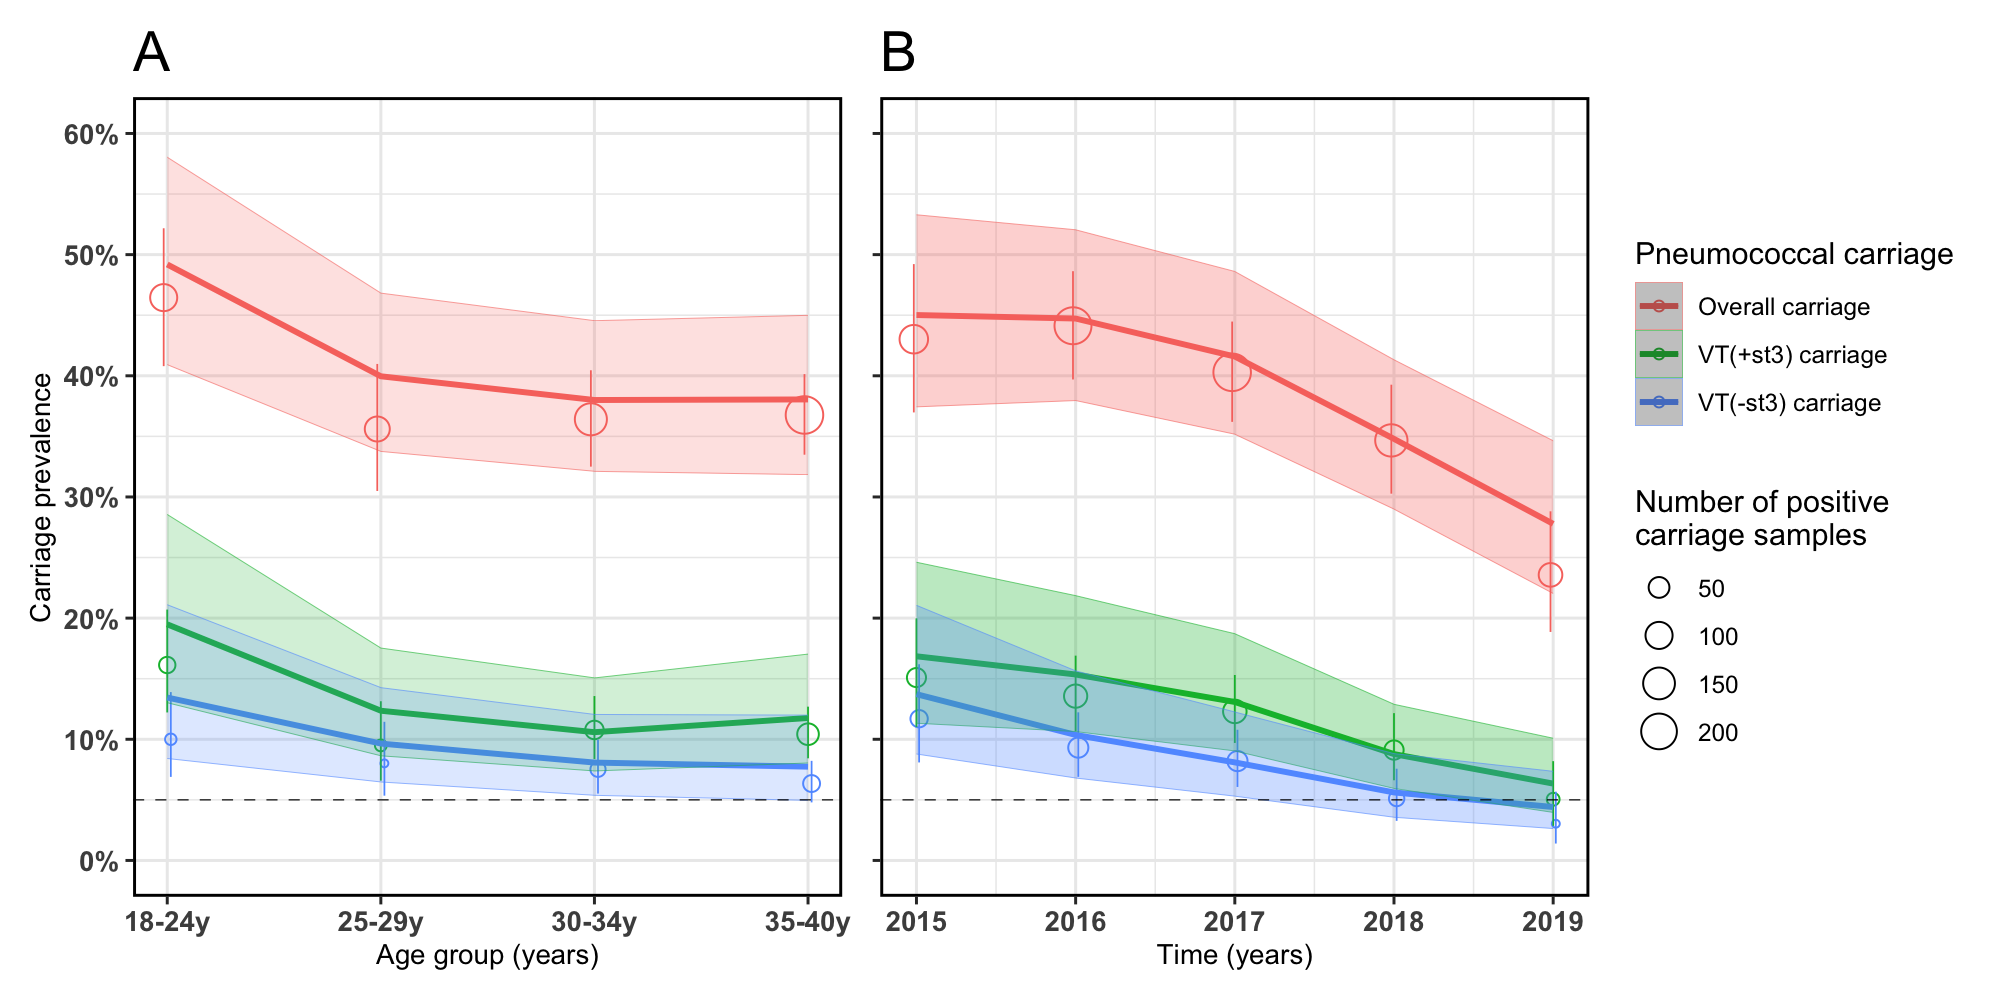 A
B
Carriage prevalence
60%
50%
40%
30%
20%
10%
0%
18-24y
25-29y
30-34y
35-40y
Age group (years)
2015
2016
2017
2018
2019
Time (years)
Pneumococcal carriage
Overall carriage
VT(+st3) carriage
VT(-st3) carriage
Number of positive
carriage samples
50
100
150
200